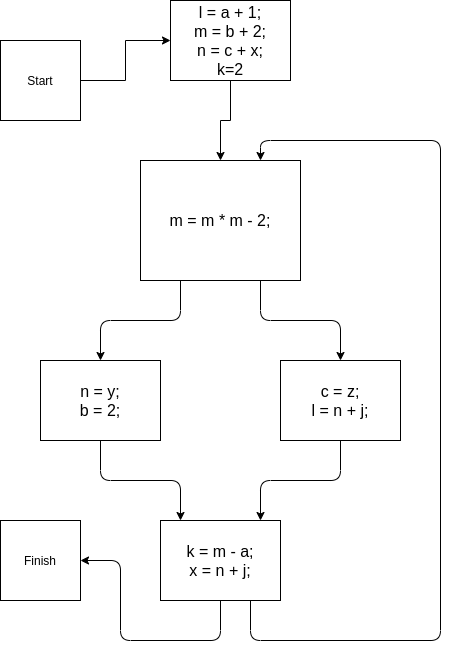 l = a + 1;
m = b + 2;
n = c + x;
k=2
Start
m = m * m - 2;
n = y;
b = 2;
c = z;
l = n + j;
k = m - a;
x = n + j;
Finish